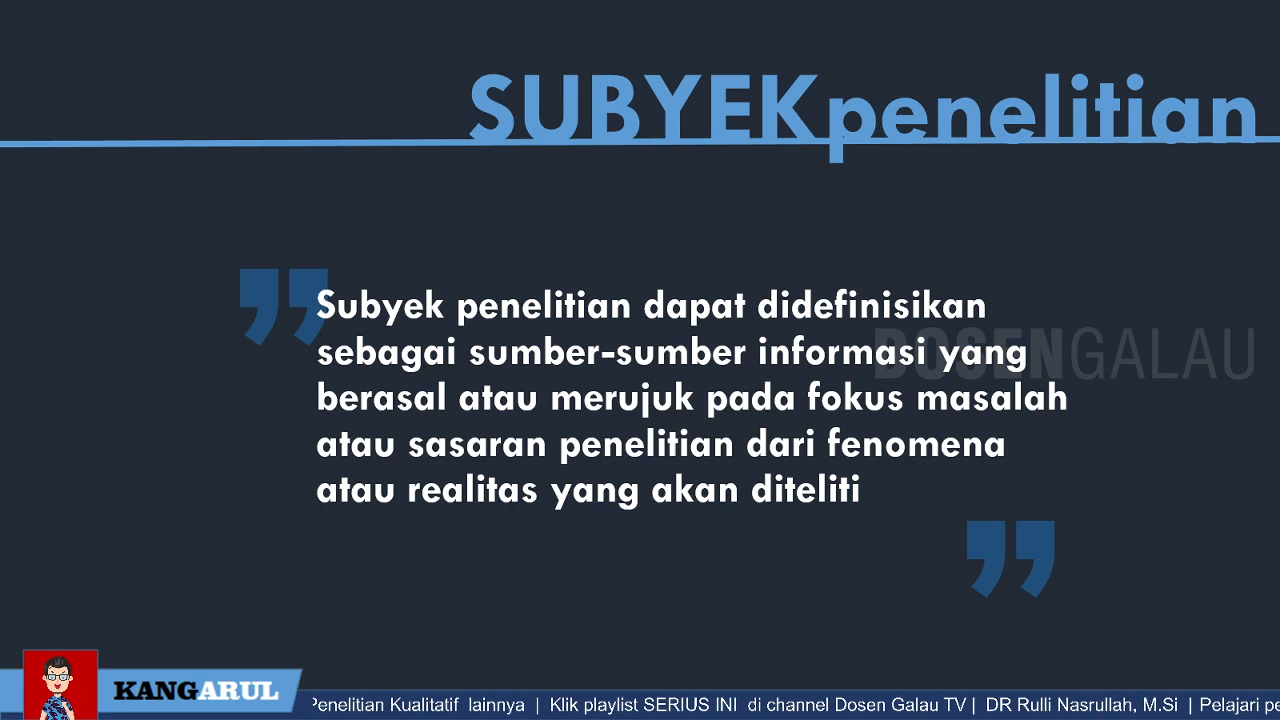 SUBYEKpenelitian
Subyek penelitian dapat didefinisikan
sebagai sumber-sumber informasi yang
berasal atau merujuk pada fokus masalah
atau sasaran penelitian dari fenomena
atau realitas yang akan diteliti
DOSENGALAU
KANGARUL
Penelitian Kualitatif lainnya | Klik playlist SERIUS INI di channel Dosen Galau TV | DR Rulli Nasrullah, M.Si | Pelajari pe